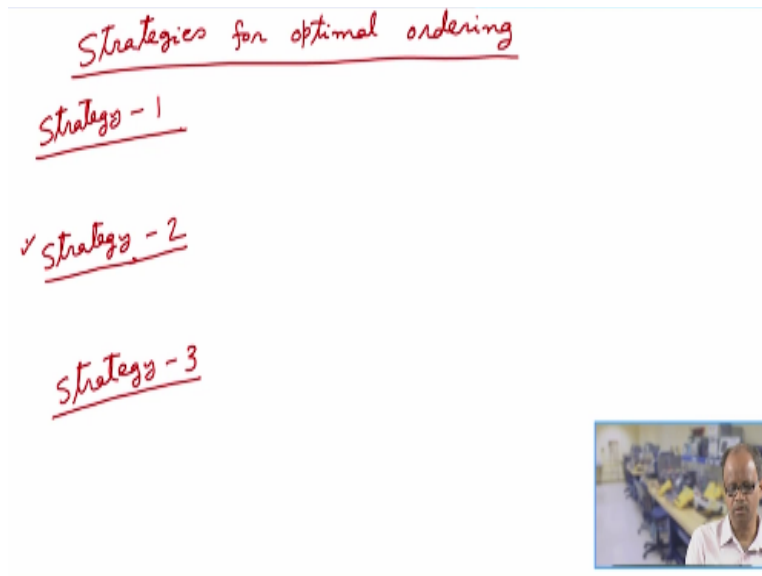 Strategies for optimal ordering
Strategy - 1
✓ Strategy - 2
Strategy - 3